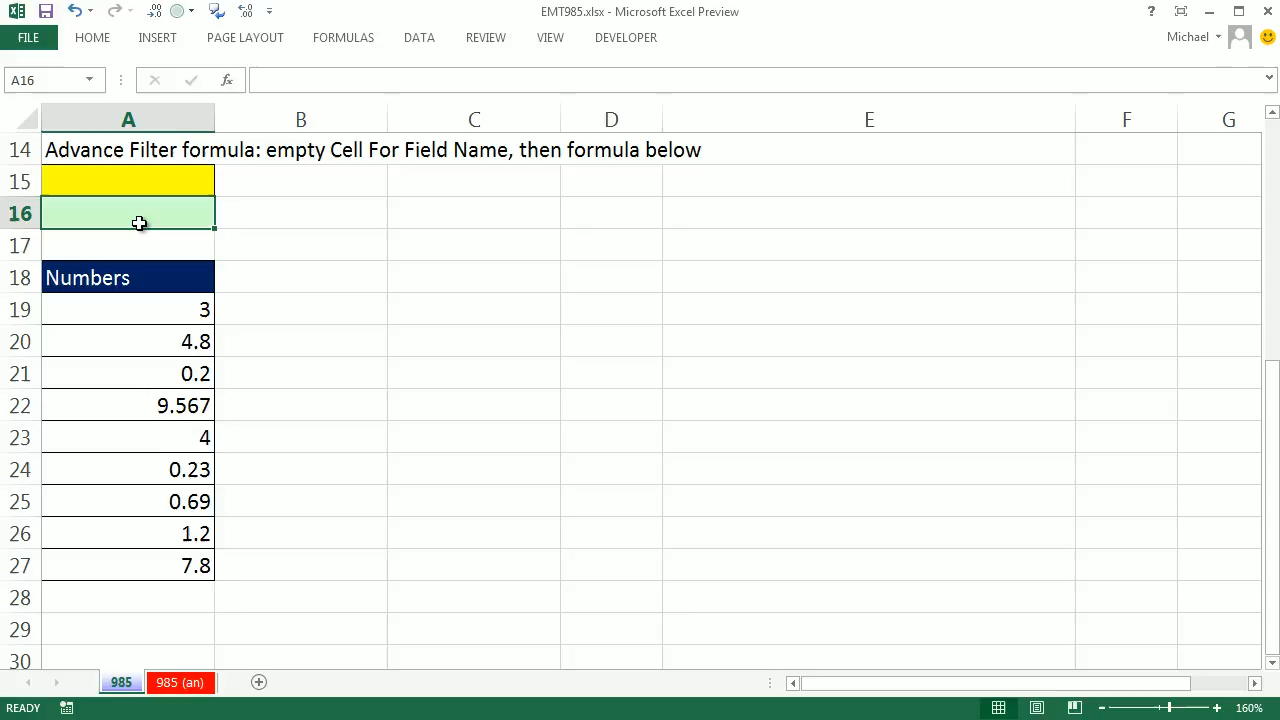 EMT985.xlsx - Microsoft Excel Preview
FILE HOME INSERT PAGE LAYOUT FORMULAS DATA REVIEW VIEW DEVELOPER Michael
A16 fx
A B C D E F G
14 Advance Filter formula: empty Cell For Field Name, then formula below
15
16
17
18 Numbers
19 3
20 4.8
21 0.2
22 9.567
23 4
24 0.23
25 0.69
26 1.2
27 7.8
28
29
30
985 985 (an)
READY 160%